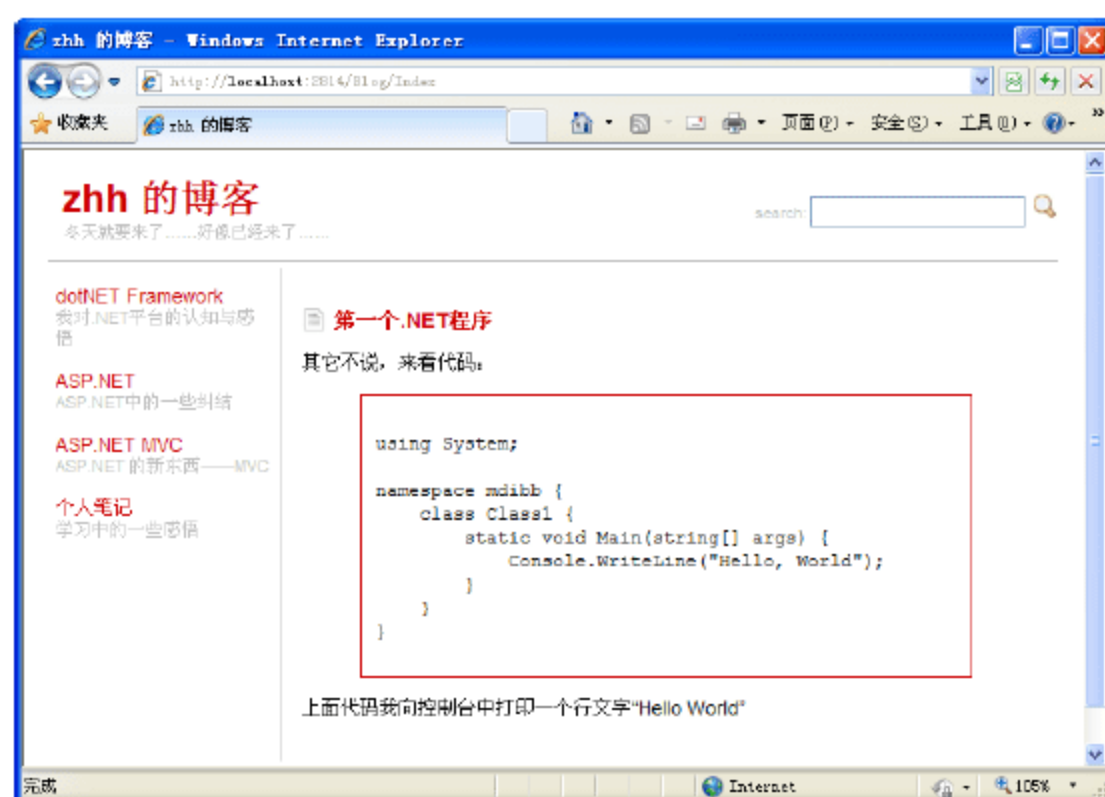 zhh 的博客 - Windows Internet Explorer
http://localhost:2814/Blog/Index
收藏夹
zhh 的博客
页面(P)
安全(S)
工具(O)
»
zhh 的博客
冬天就要来了……好像已经来了……
search:
dotNET Framework
我对.NET平台的认知与感
悟
ASP.NET
ASP.NET中的一些纠结
ASP.NET MVC
ASP.NET 的新东西——MVC
个人笔记
学习中的一些感悟
第一个.NET程序
其它不说，来看代码：
using System;
namespace mdibb {
class Class1 {
static void Main(string[] args) {
Console.WriteLine("Hello, World");
}
}
}
上面代码我向控制台中打印一个行文字“Hello World”
完成
Internet
105%